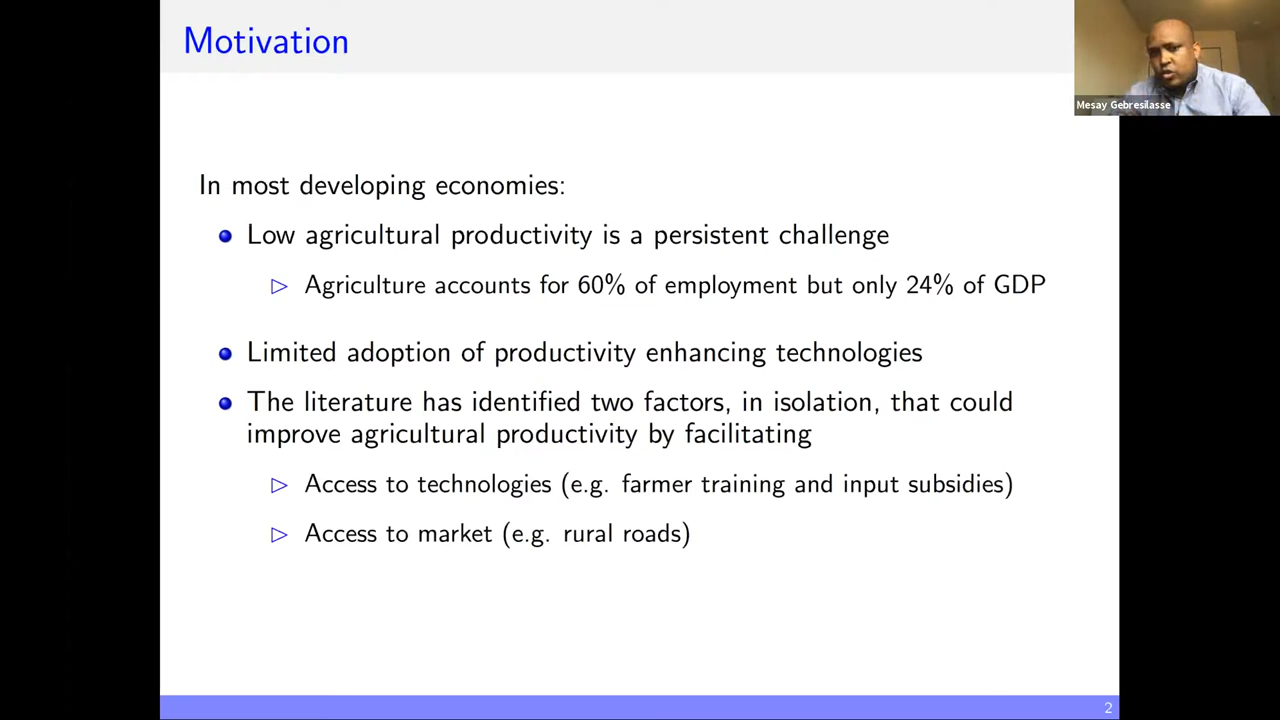 Motivation
Mesay Gebresilasse
In most developing economies:
Low agricultural productivity is a persistent challenge
Agriculture accounts for 60% of employment but only 24% of GDP
Limited adoption of productivity enhancing technologies
The literature has identified two factors, in isolation, that could
improve agricultural productivity by facilitating
Access to technologies (e.g. farmer training and input subsidies)
Access to market (e.g. rural roads)
2